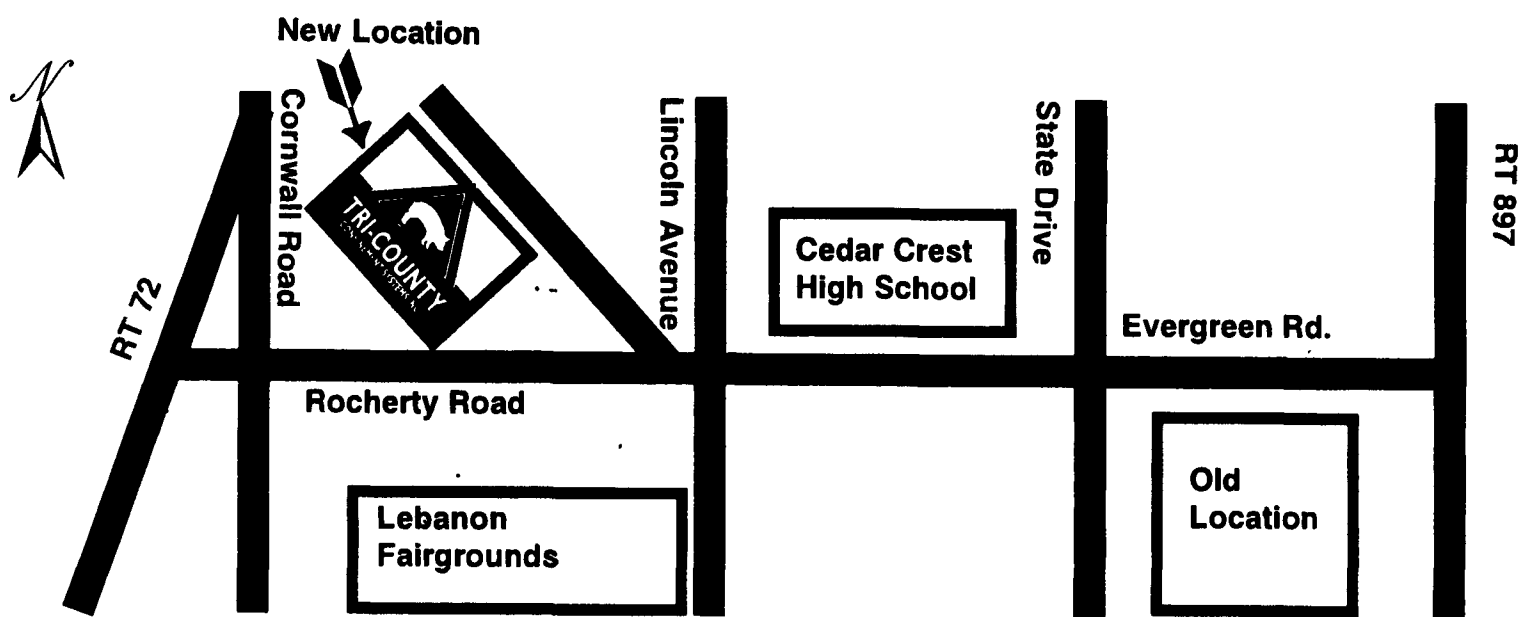 New Location
N
Cornwall Road
Lincoln Avenue
State Drive
RT 897
RT 72
TRI-COUNTY
Cedar Crest
High School
Evergreen Rd.
Rocherty Road
Lebanon
Fairgrounds
Old
Location